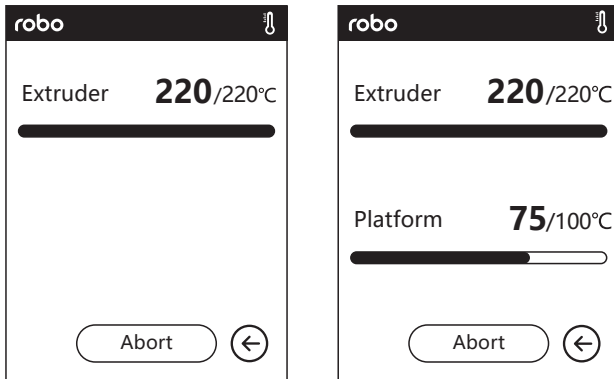 robo
Extruder 220/220℃
Abort
robo
Extruder 220/220℃
Platform 75/100℃
Abort